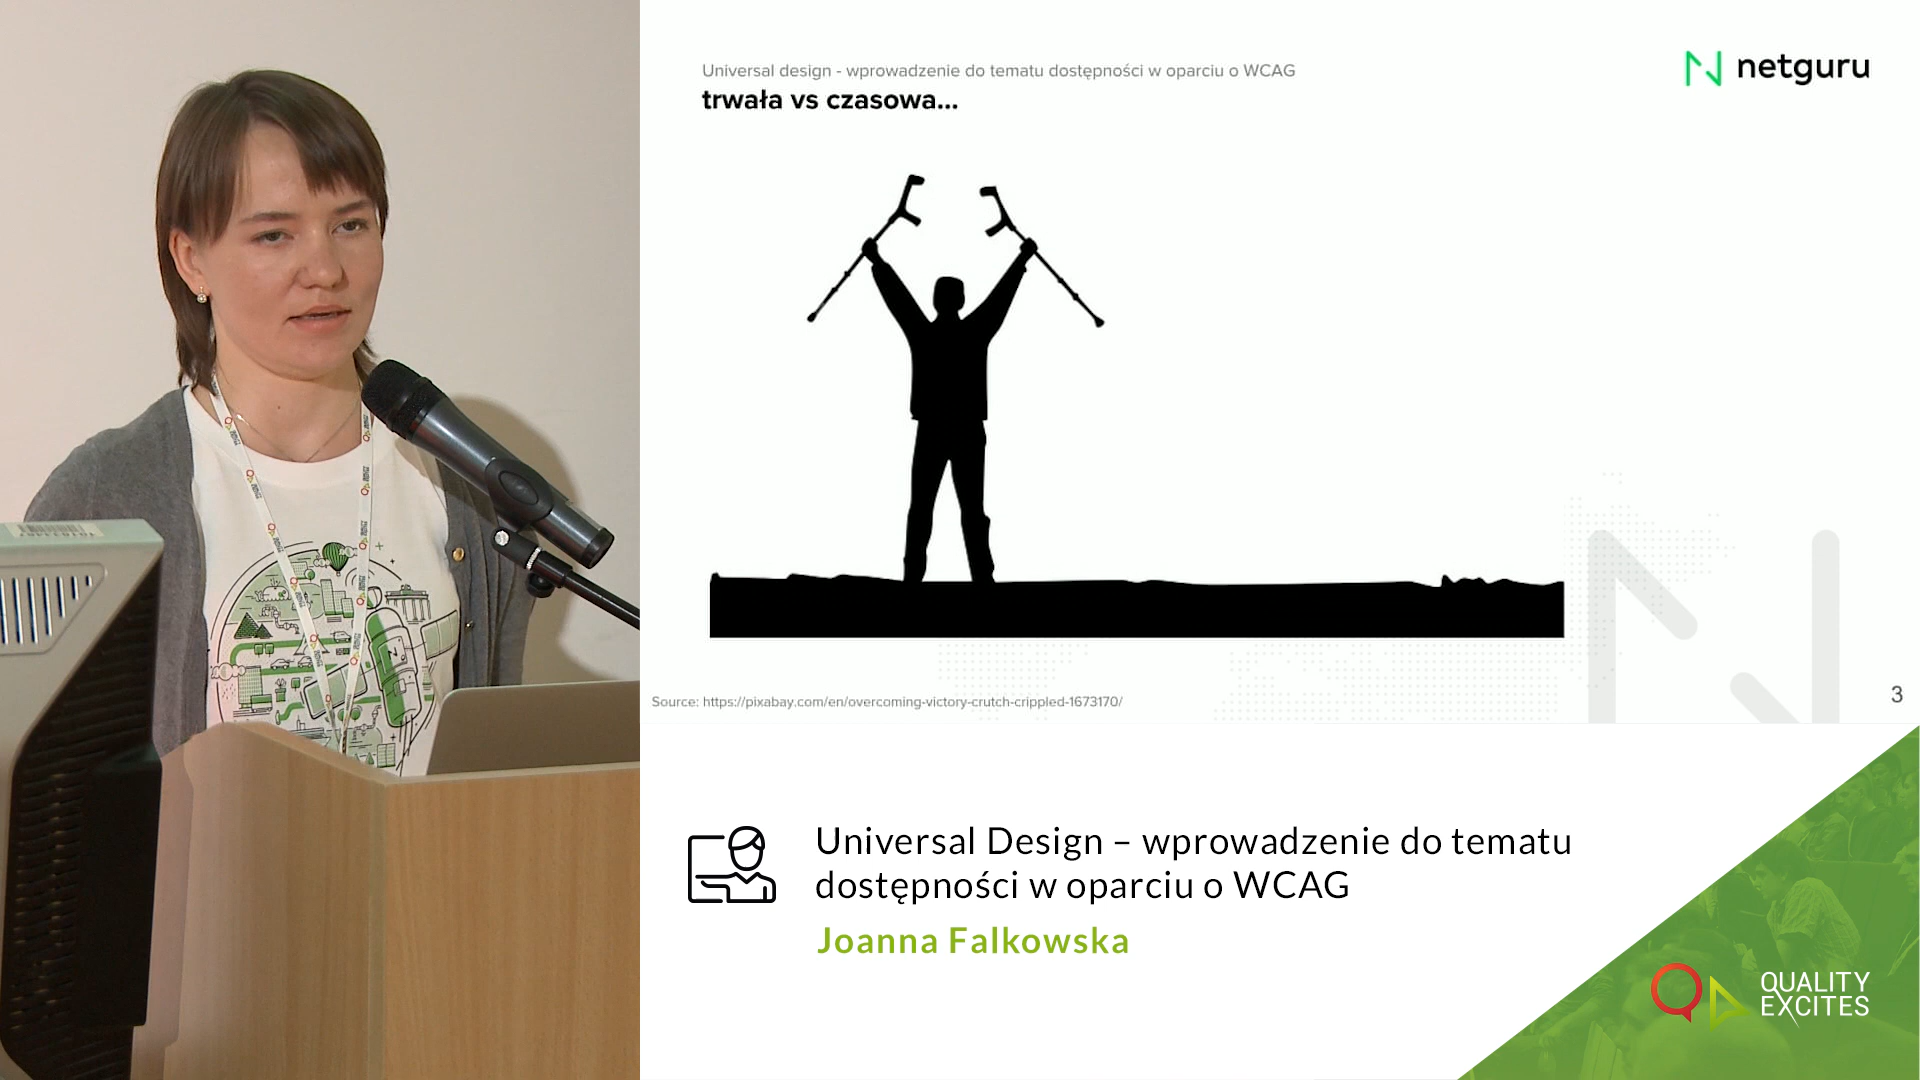 Universal design - wprowadzenie do tematu dostępności w oparciu o WCAG
trwała vs czasowa...
netguru
Source: https://pixabay.com/en/overcoming-victory-crutch-crippled-1673170/
3
Universal Design – wprowadzenie do tematu
dostępności w oparciu o WCAG
Joanna Falkowska
QUALITY
EXCITES